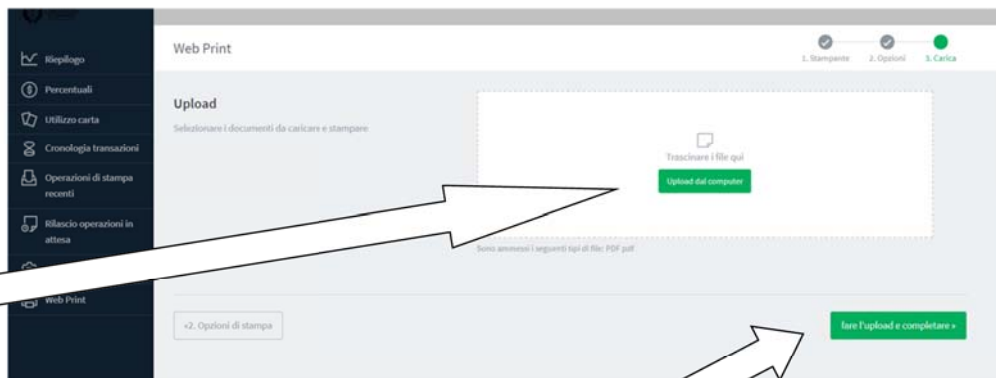 Riepilogo
Percentuali
Utilizzo carta
Cronologia transazioni
Operazioni di stampa
recenti
Rilascio operazioni in
attesa
Web Print
Web Print
1. Stampante
2. Opzioni
3. Carica
Upload
Selezionare i documenti da caricare e stampare
Trascinare i file qui
Upload dal computer
Sono ammessi i seguenti tipi di file: PDF pdf
«2. Opzioni di stampa
fare l'upload e completare »